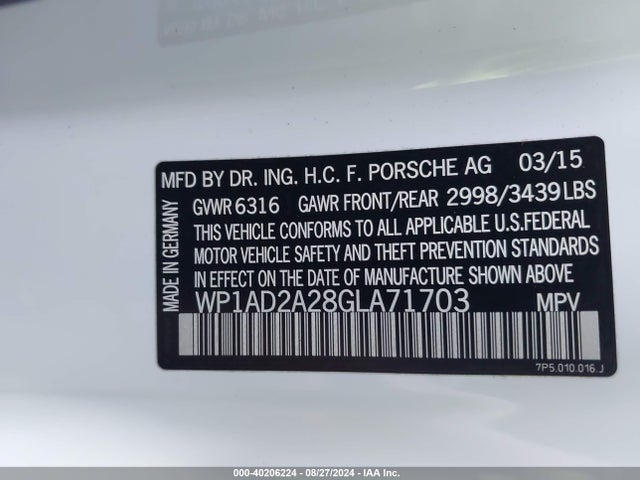 MFD BY DR. ING. H.C. F. PORSCHE AG 03/15
GVWR 6316 GAWR FRONT/REAR 2998/3439 LBS
THIS VEHICLE CONFORMS TO ALL APPLICABLE U.S.FEDERAL
MOTOR VEHICLE SAFETY AND THEFT PREVENTION STANDARDS
IN EFFECT ON THE DATE OF MANUFACTURE SHOWN ABOVE
WP1AD2A28GLA71703 MPV
7P5.010.016.J
MADE IN GERMANY
000-40206224 - 08/27/2024 - IAA Inc.